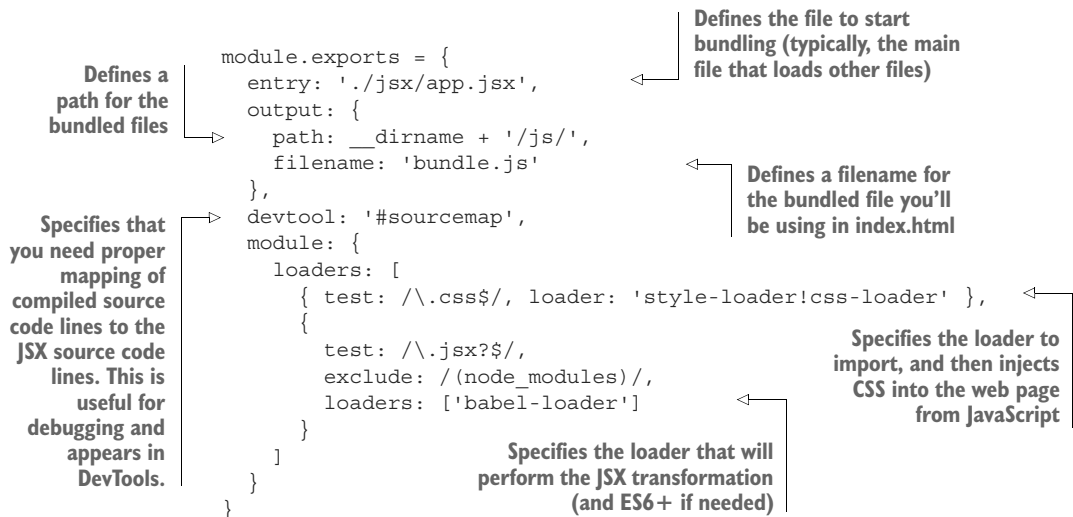 Defines the file to start
bundling (typically, the main
file that loads other files)
Defines a
path for the
bundled files
module.exports = {
  entry: './jsx/app.jsx',
  output: {
    path: __dirname + '/js/',
    filename: 'bundle.js'
  },
  devtool: '#sourcemap',
  module: {
    loaders: [
      { test: /\.css$/, loader: 'style-loader!css-loader' },
      {
        test: /\.jsx?$/,
        exclude: /(node_modules)/,
        loaders: ['babel-loader']
      }
    ]
  }
}
Defines a filename for
the bundled file you'll
be using in index.html
Specifies that
you need proper
mapping of
compiled source
code lines to the
JSX source code
lines. This is
useful for
debugging and
appears in
DevTools.
Specifies the loader to
import, and then injects
CSS into the web page
from JavaScript
Specifies the loader that will
perform the JSX transformation
(and ES6+ if needed)